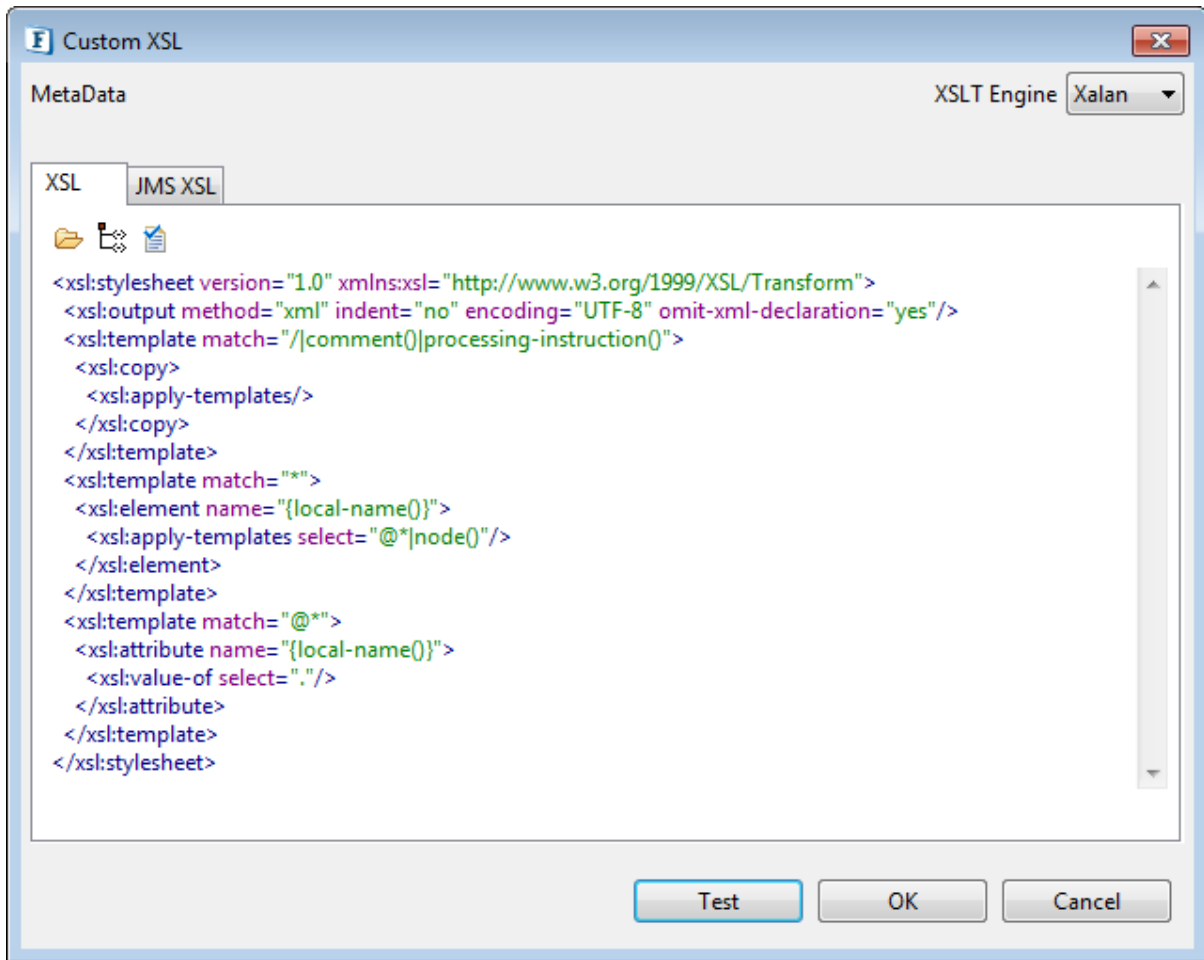 Custom XSL
MetaData
XSLT Engine Xalan
XSL JMS XSL
<xsl:stylesheet version="1.0" xmlns:xsl="http://www.w3.org/1999/XSL/Transform">
<xsl:output method="xml" indent="no" encoding="UTF-8" omit-xml-declaration="yes"/>
<xsl:template match="/|comment()|processing-instruction()">
<xsl:copy>
<xsl:apply-templates/>
</xsl:copy>
</xsl:template>
<xsl:template match="*">
<xsl:element name="{local-name()}">
<xsl:apply-templates select="@*|node()"/>
</xsl:element>
</xsl:template>
<xsl:template match="@*">
<xsl:attribute name="{local-name()}">
<xsl:value-of select="."/>
</xsl:attribute>
</xsl:template>
</xsl:stylesheet>
Test OK Cancel